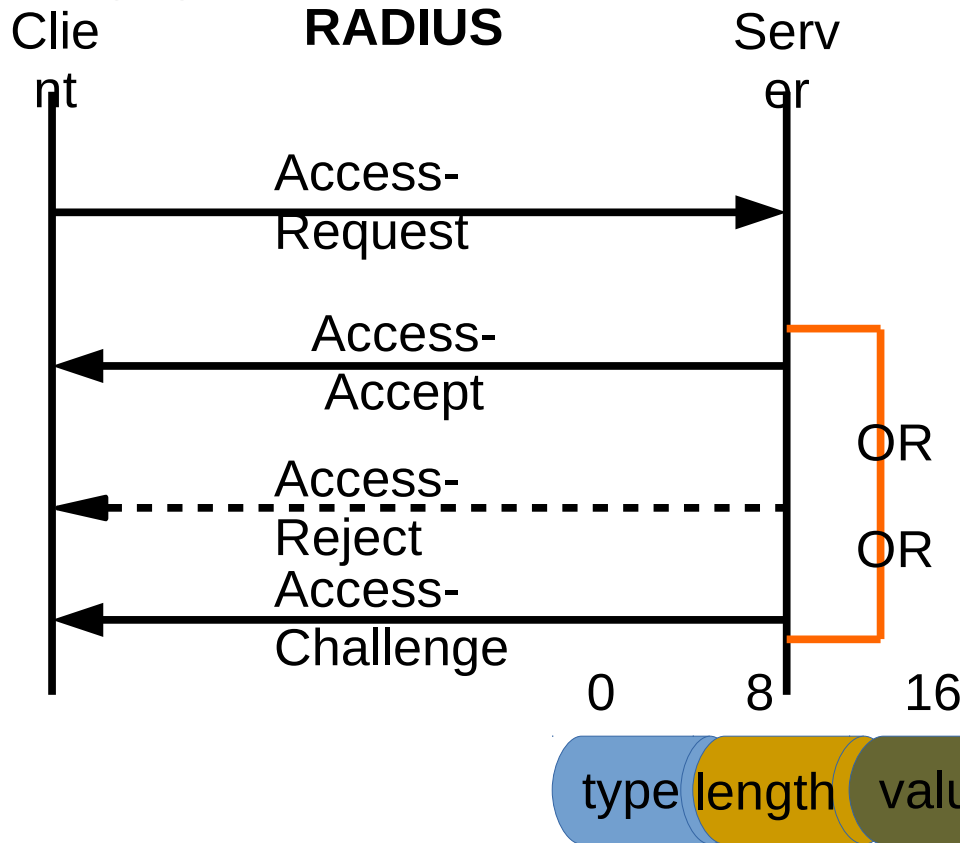 Clie
nt
RADIUS
Serv
er
Access-
Request
Access-
Accept
OR
Access-
Reject
OR
Access-
Challenge
0 8 16
type length valu